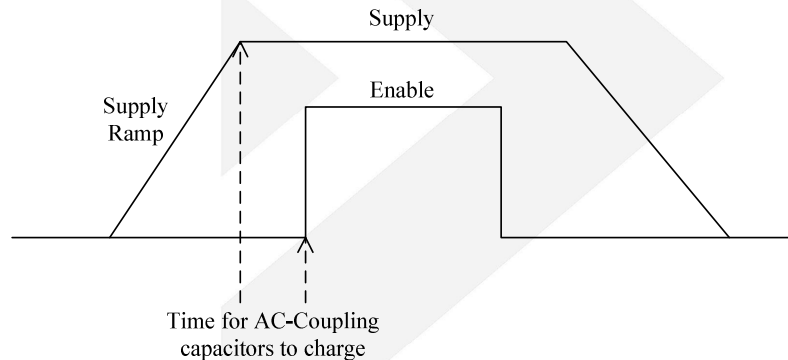 Supply
Enable
Supply
Ramp
Time for AC-Coupling
capacitors to charge